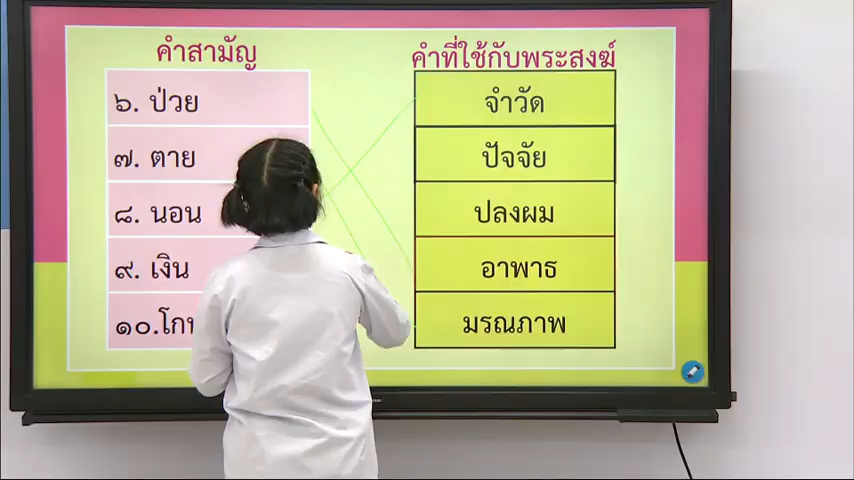 คำสามัญ
คำที่ใช้กับพระสงฆ์
๖. ป่วย
จำวัด
๗. ตาย
ปัจจัย
๘. นอน
ปลงผม
๙. เงิน
อาพาธ
๑๐.
มรณภาพ